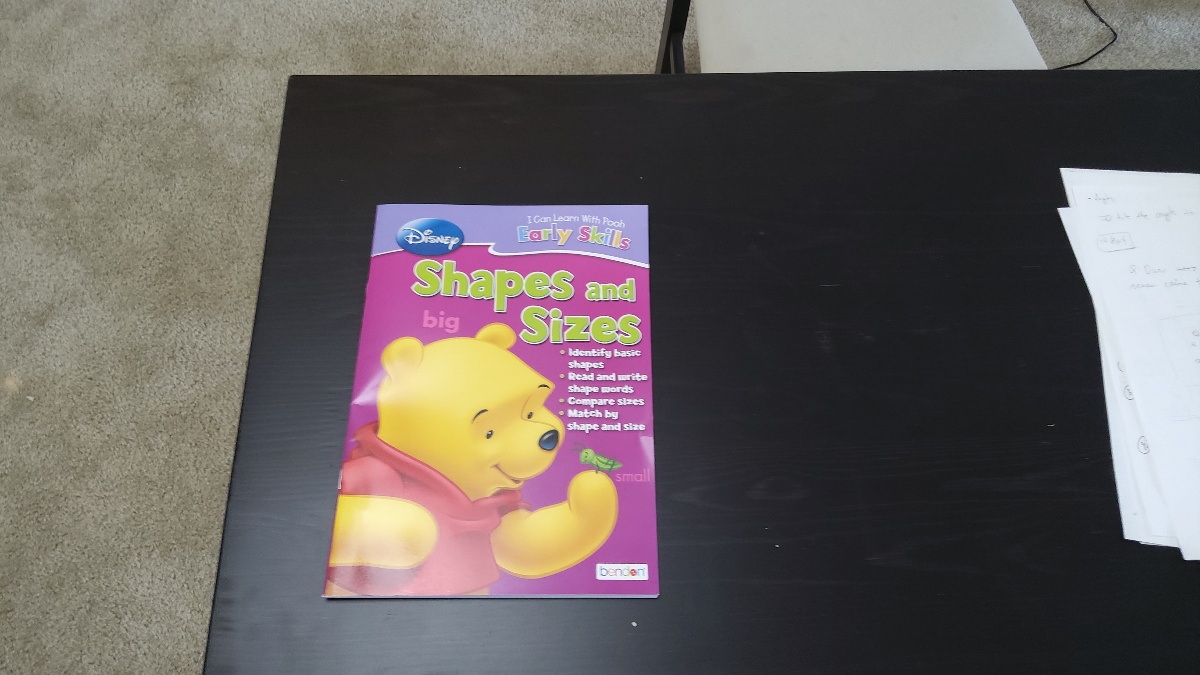 Disney
I Can Learn With Pooh
Early Skills
Shapes and
Sizes
big
• Identify basic
shapes
• Read and write
shape words
• Compare sizes
• Match by
shape and size
small
bendon